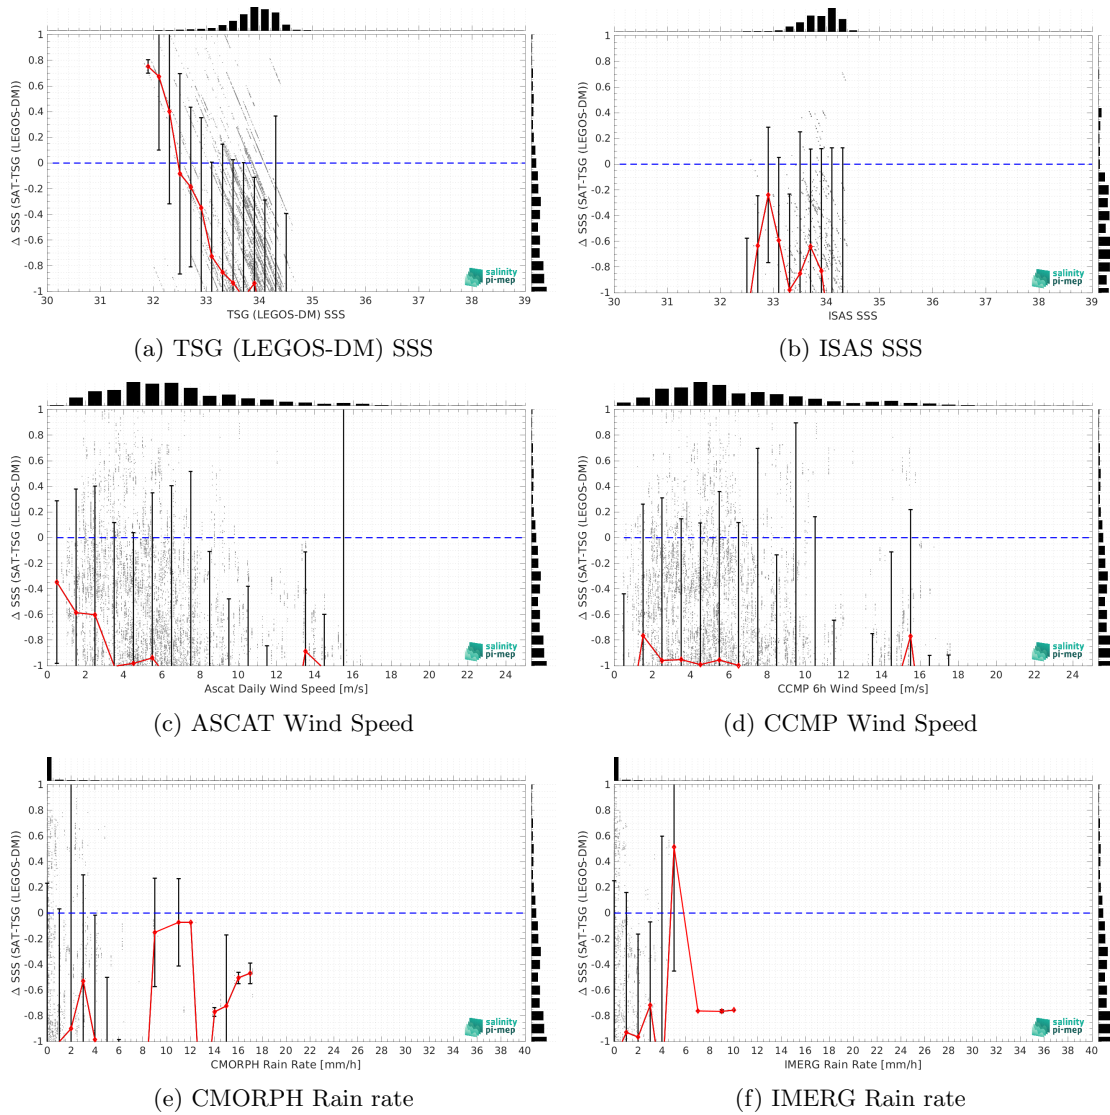 Δ SSS (SAT-TSG (LEGOS-DM))
1
0.8
0.6
0.4
0.2
0
-0.2
-0.4
-0.6
-0.8
-1
30 31 32 33 34 35 36 37 38 39
TSG (LEGOS-DM) SSS
salinity
pi-mep
(a) TSG (LEGOS-DM) SSS
Δ SSS (SAT-TSG (LEGOS-DM))
1
0.8
0.6
0.4
0.2
0
-0.2
-0.4
-0.6
-0.8
-1
30 31 32 33 34 35 36 37 38 39
ISAS SSS
salinity
pi-mep
(b) ISAS SSS
Δ SSS (SAT-TSG (LEGOS-DM))
1
0.8
0.6
0.4
0.2
0
-0.2
-0.4
-0.6
-0.8
-1
0 2 4 6 8 10 12 14 16 18 20 22 24
Ascat Daily Wind Speed [m/s]
salinity
pi-mep
(c) ASCAT Wind Speed
Δ SSS (SAT-TSG (LEGOS-DM))
1
0.8
0.6
0.4
0.2
0
-0.2
-0.4
-0.6
-0.8
-1
0 2 4 6 8 10 12 14 16 18 20 22 24
CCMP 6h Wind Speed [m/s]
salinity
pi-mep
(d) CCMP Wind Speed
Δ SSS (SAT-TSG (LEGOS-DM))
1
0.8
0.6
0.4
0.2
0
-0.2
-0.4
-0.6
-0.8
-1
0 2 4 6 8 10 12 14 16 18 20 22 24 26 28 30 32 34 36 38 40
CMORPH Rain Rate [mm/h]
salinity
pi-mep
(e) CMORPH Rain rate
Δ SSS (SAT-TSG (LEGOS-DM))
1
0.8
0.6
0.4
0.2
0
-0.2
-0.4
-0.6
-0.8
-1
0 2 4 6 8 10 12 14 16 18 20 22 24 26 28 30 32 34 36 38 40
IMERG Rain Rate [mm/h]
salinity
pi-mep
(f) IMERG Rain rate